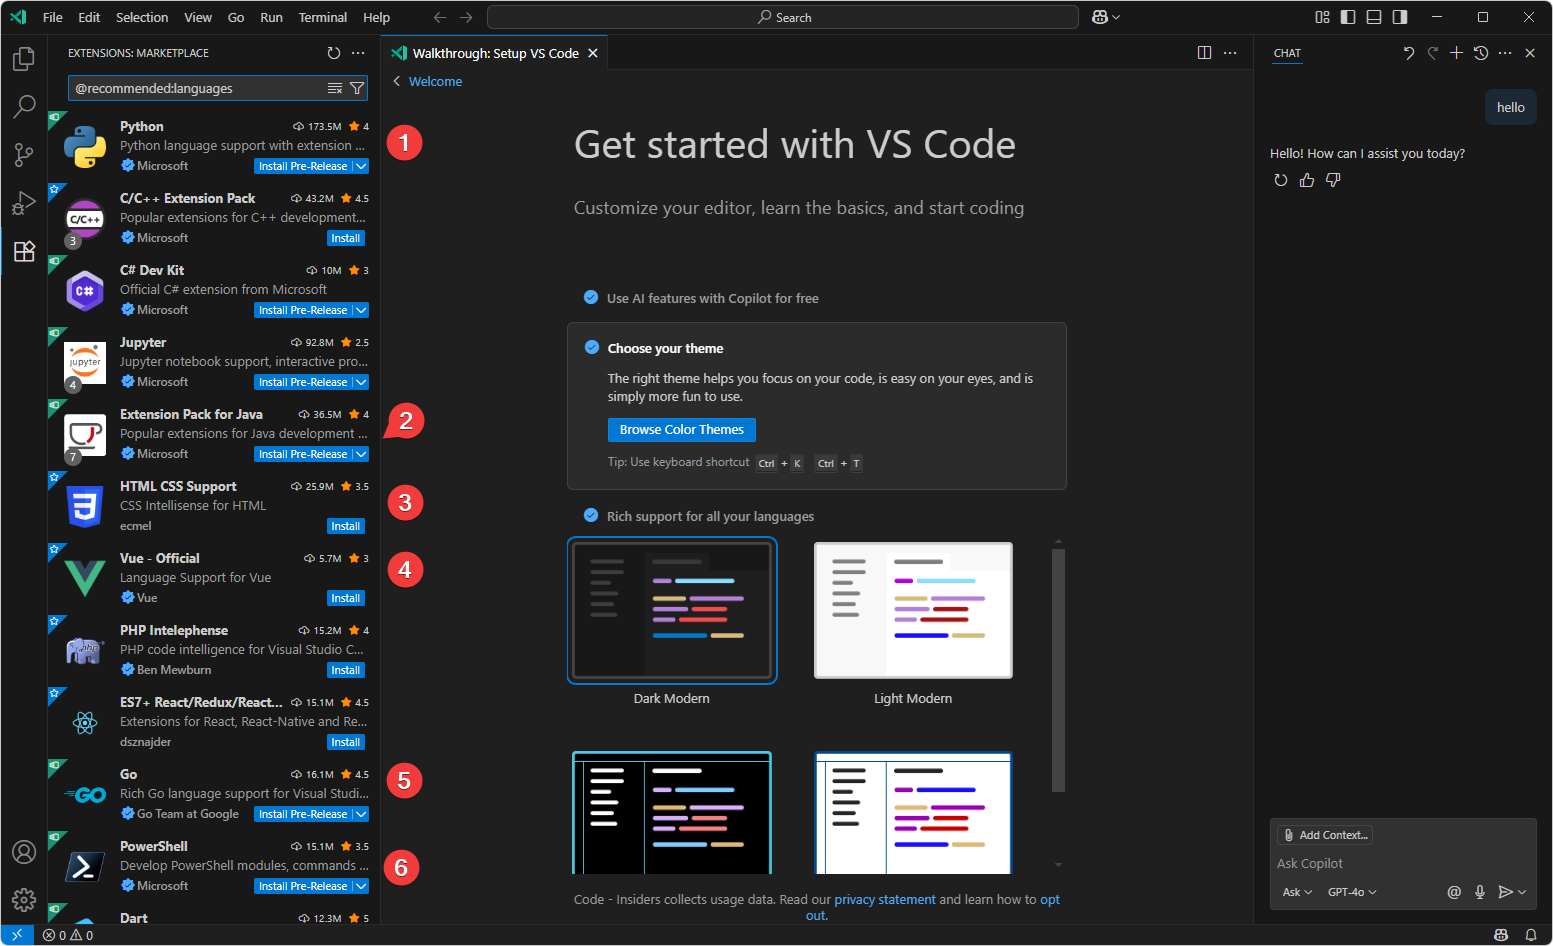 File Edit Selection View Go Run Terminal Help
Search
EXTENSIONS: MARKETPLACE
@recommended:languages
Python 173.5M 4
Python language support with extension ...
Microsoft Install Pre-Release
C/C++
3
C/C++ Extension Pack 43.2M 4.5
Popular extensions for C++ development...
Microsoft Install
C#
C# Dev Kit 10M 3
Official C# extension from Microsoft
Microsoft Install Pre-Release
jupyter
4
Jupyter 92.8M 2.5
Jupyter notebook support, interactive pro...
Microsoft Install Pre-Release
7
Extension Pack for Java 36.5M 4
Popular extensions for Java development ...
Microsoft Install Pre-Release
HTML CSS Support 25.9M 3.5
CSS Intellisense for HTML
ecmel Install
Vue - Official 5.7M 3
Language Support for Vue
Vue Install
php
PHP Intelephense 15.2M 4
PHP code intelligence for Visual Studio C...
Ben Mewburn Install
ES7+ React/Redux/React... 15.1M 4.5
Extensions for React, React-Native and Re...
dsznajder Install
GO
Go 16.1M 4.5
Rich Go language support for Visual Studi...
Go Team at Google Install Pre-Release
PowerShell 15.1M 3.5
Develop PowerShell modules, commands ...
Microsoft Install Pre-Release
Dart 12.3M 5
1
2
3
4
5
6
Walkthrough: Setup VS Code
Welcome
Get started with VS Code
Customize your editor, learn the basics, and start coding
Use AI features with Copilot for free
Choose your theme
The right theme helps you focus on your code, is easy on your eyes, and is
simply more fun to use.
Browse Color Themes
Tip: Use keyboard shortcut Ctrl + K Ctrl + T
Rich support for all your languages
Dark Modern
Light Modern
Code - Insiders collects usage data. Read our privacy statement and learn how to opt
out.
CHAT
hello
Hello! How can I assist you today?
Add Context...
Ask Copilot
Ask GPT-4o @
0 0